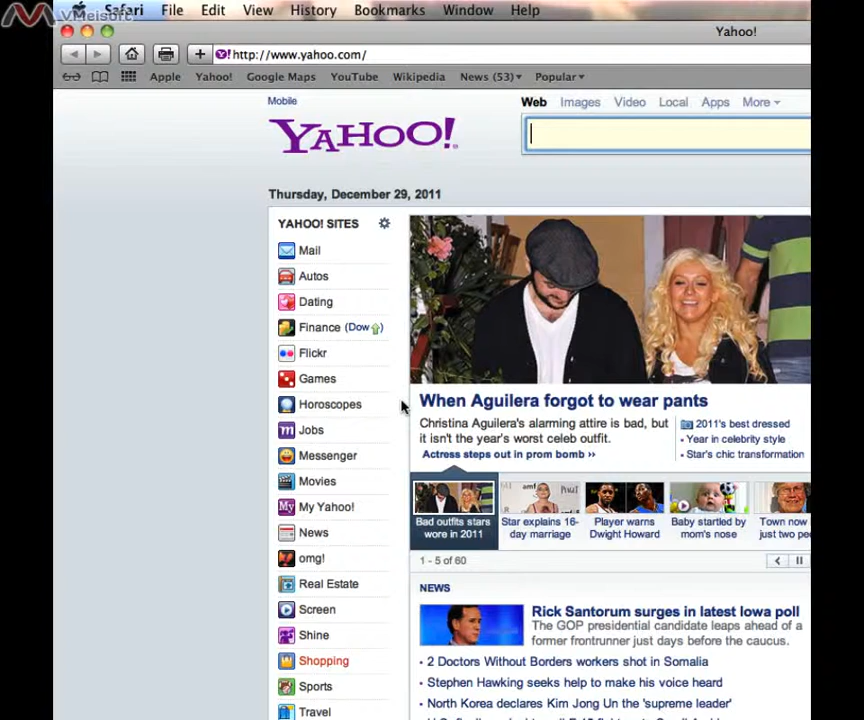 VMeisoft
Safari File Edit View History Bookmarks Window Help
Yahoo!
Y! http://www.yahoo.com/
Apple Yahoo! Google Maps YouTube Wikipedia News (53) Popular
Mobile
Web Images Video Local Apps More
YAHOO!
Thursday, December 29, 2011
YAHOO! SITES
Mail
Autos
Dating
Finance (Dow)
Flickr
Games
Horoscopes
Jobs
Messenger
Movies
My Yahoo!
News
omg!
Real Estate
Screen
Shine
Shopping
Sports
Travel
When Aguilera forgot to wear pants
Christina Aguilera's alarming attire is bad, but
it isn't the year's worst celeb outfit.
Actress steps out in prom bomb ››
2011's best dressed
• Year in celebrity style
• Star's chic transformation
Bad outfits stars
wore in 2011
Star explains 16-
day marriage
Player warns
Dwight Howard
Baby startled by
mom's nose
Town now
just two
1 - 5 of 60
NEWS
Rick Santorum surges in latest Iowa poll
The GOP presidential candidate leaps ahead of a
former frontrunner just days before the caucus.
• 2 Doctors Without Borders workers shot in Somalia
• Stephen Hawking seeks help to make his voice heard
• North Korea declares Kim Jong Un the 'supreme leader'